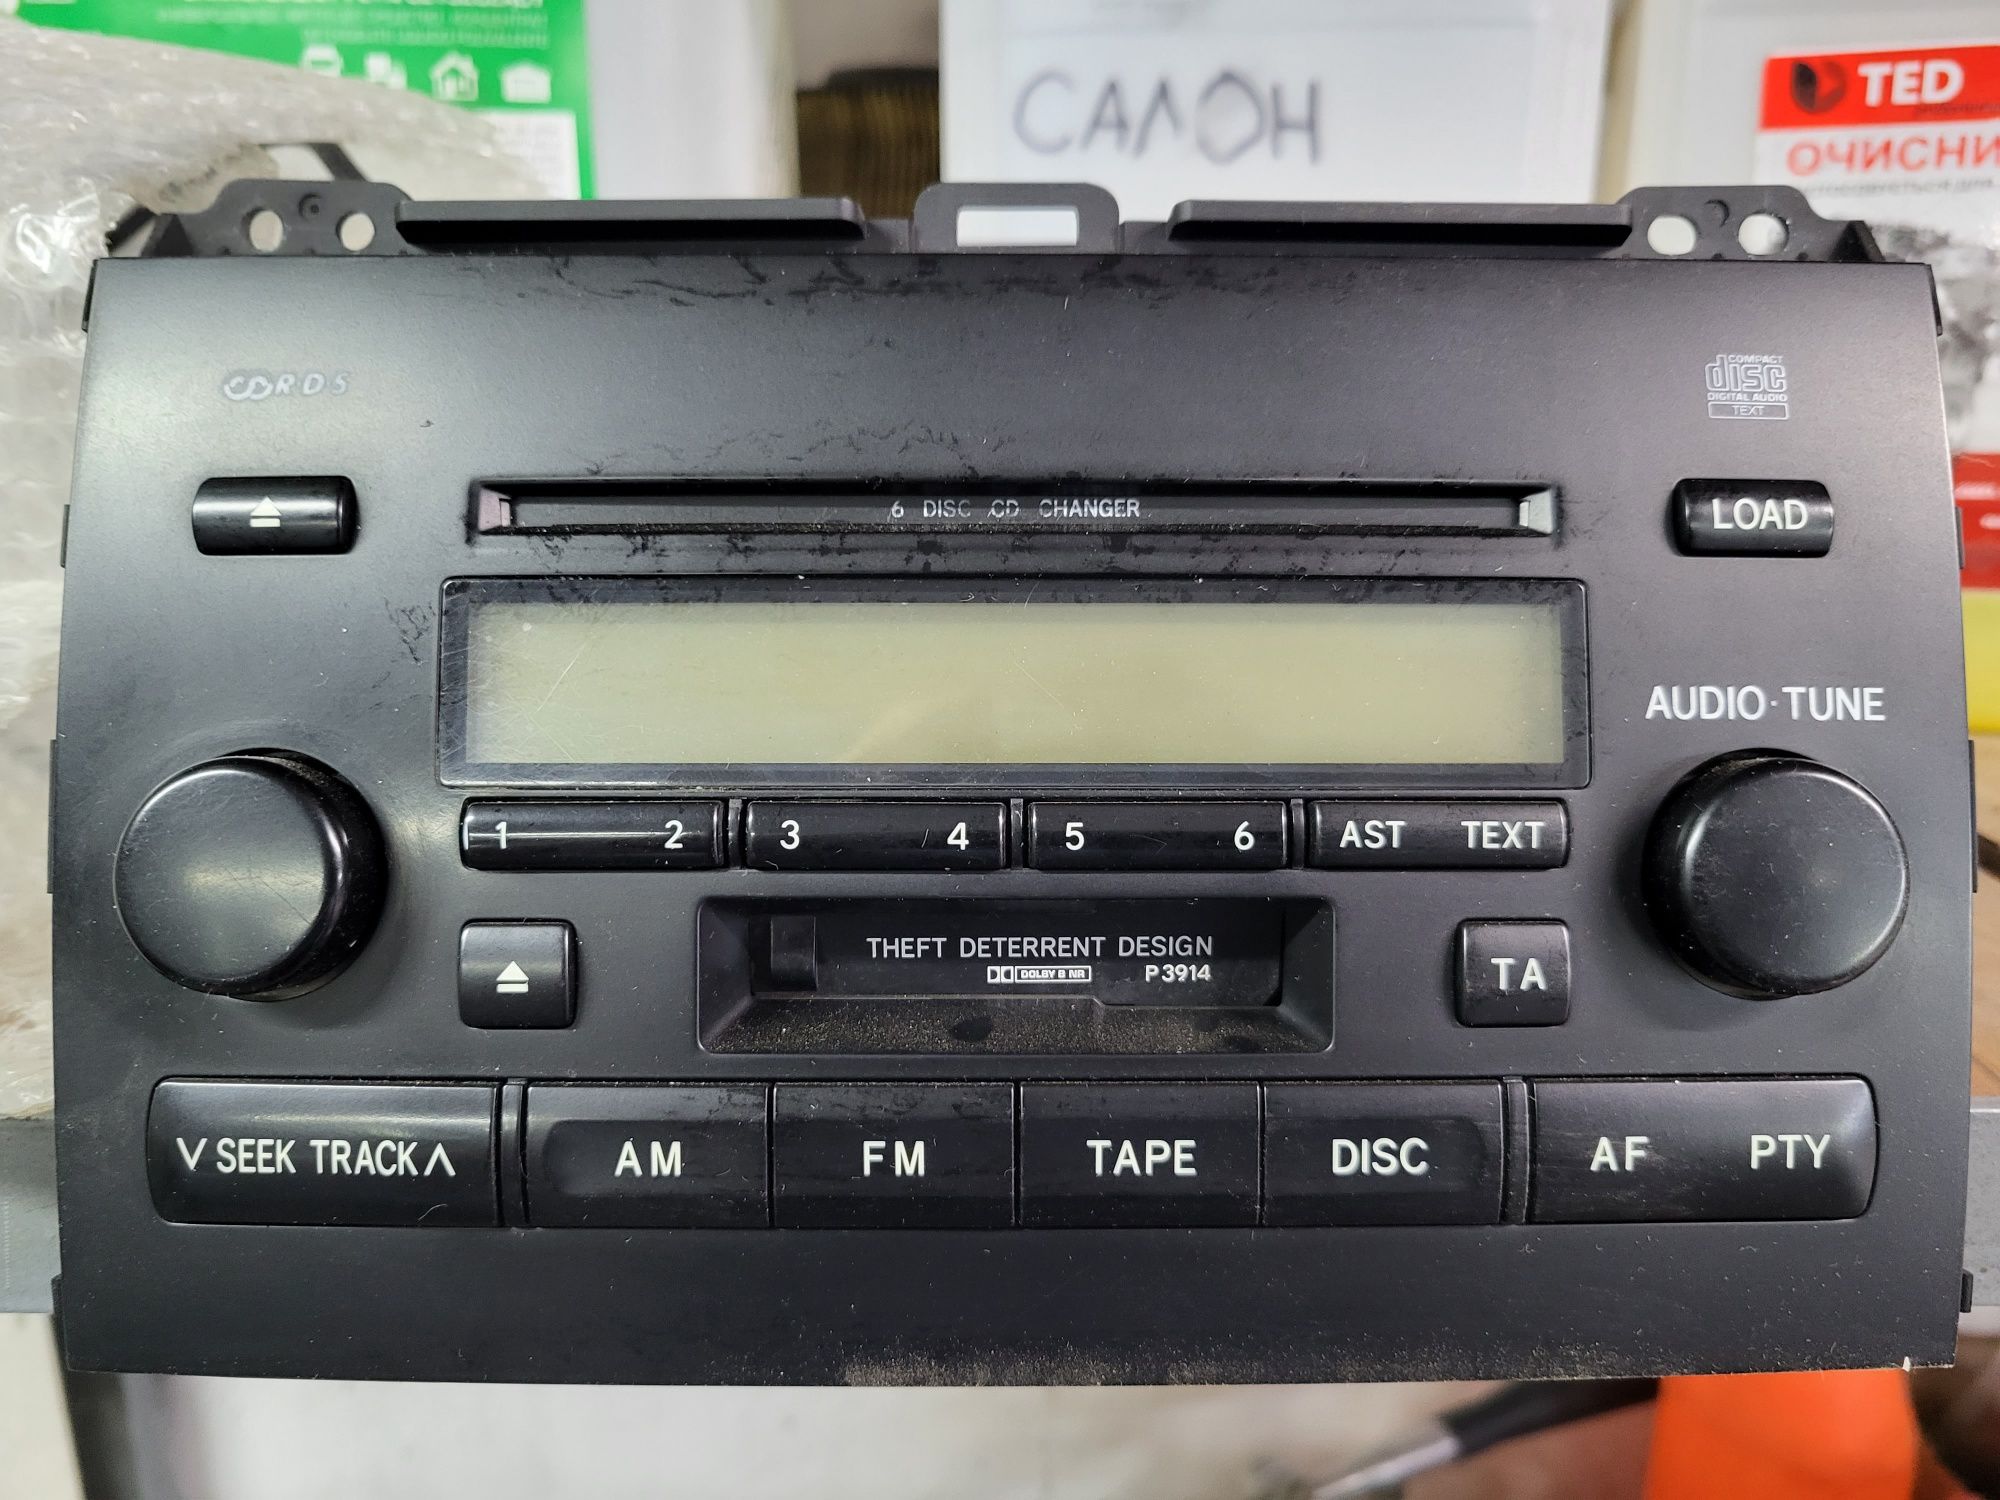 САЛОН
TED
ОЧИСНИ
R·D·S
COMPACT
disc
DIGITAL AUDIO
TEXT
6 DISC CD CHANGER
LOAD
AUDIO·TUNE
1 2 3 4 5 6 AST TEXT
THEFT DETERRENT DESIGN
DOLBY B NR P3914
TA
∨ SEEK TRACK ∧ AM FM TAPE DISC AF PTY